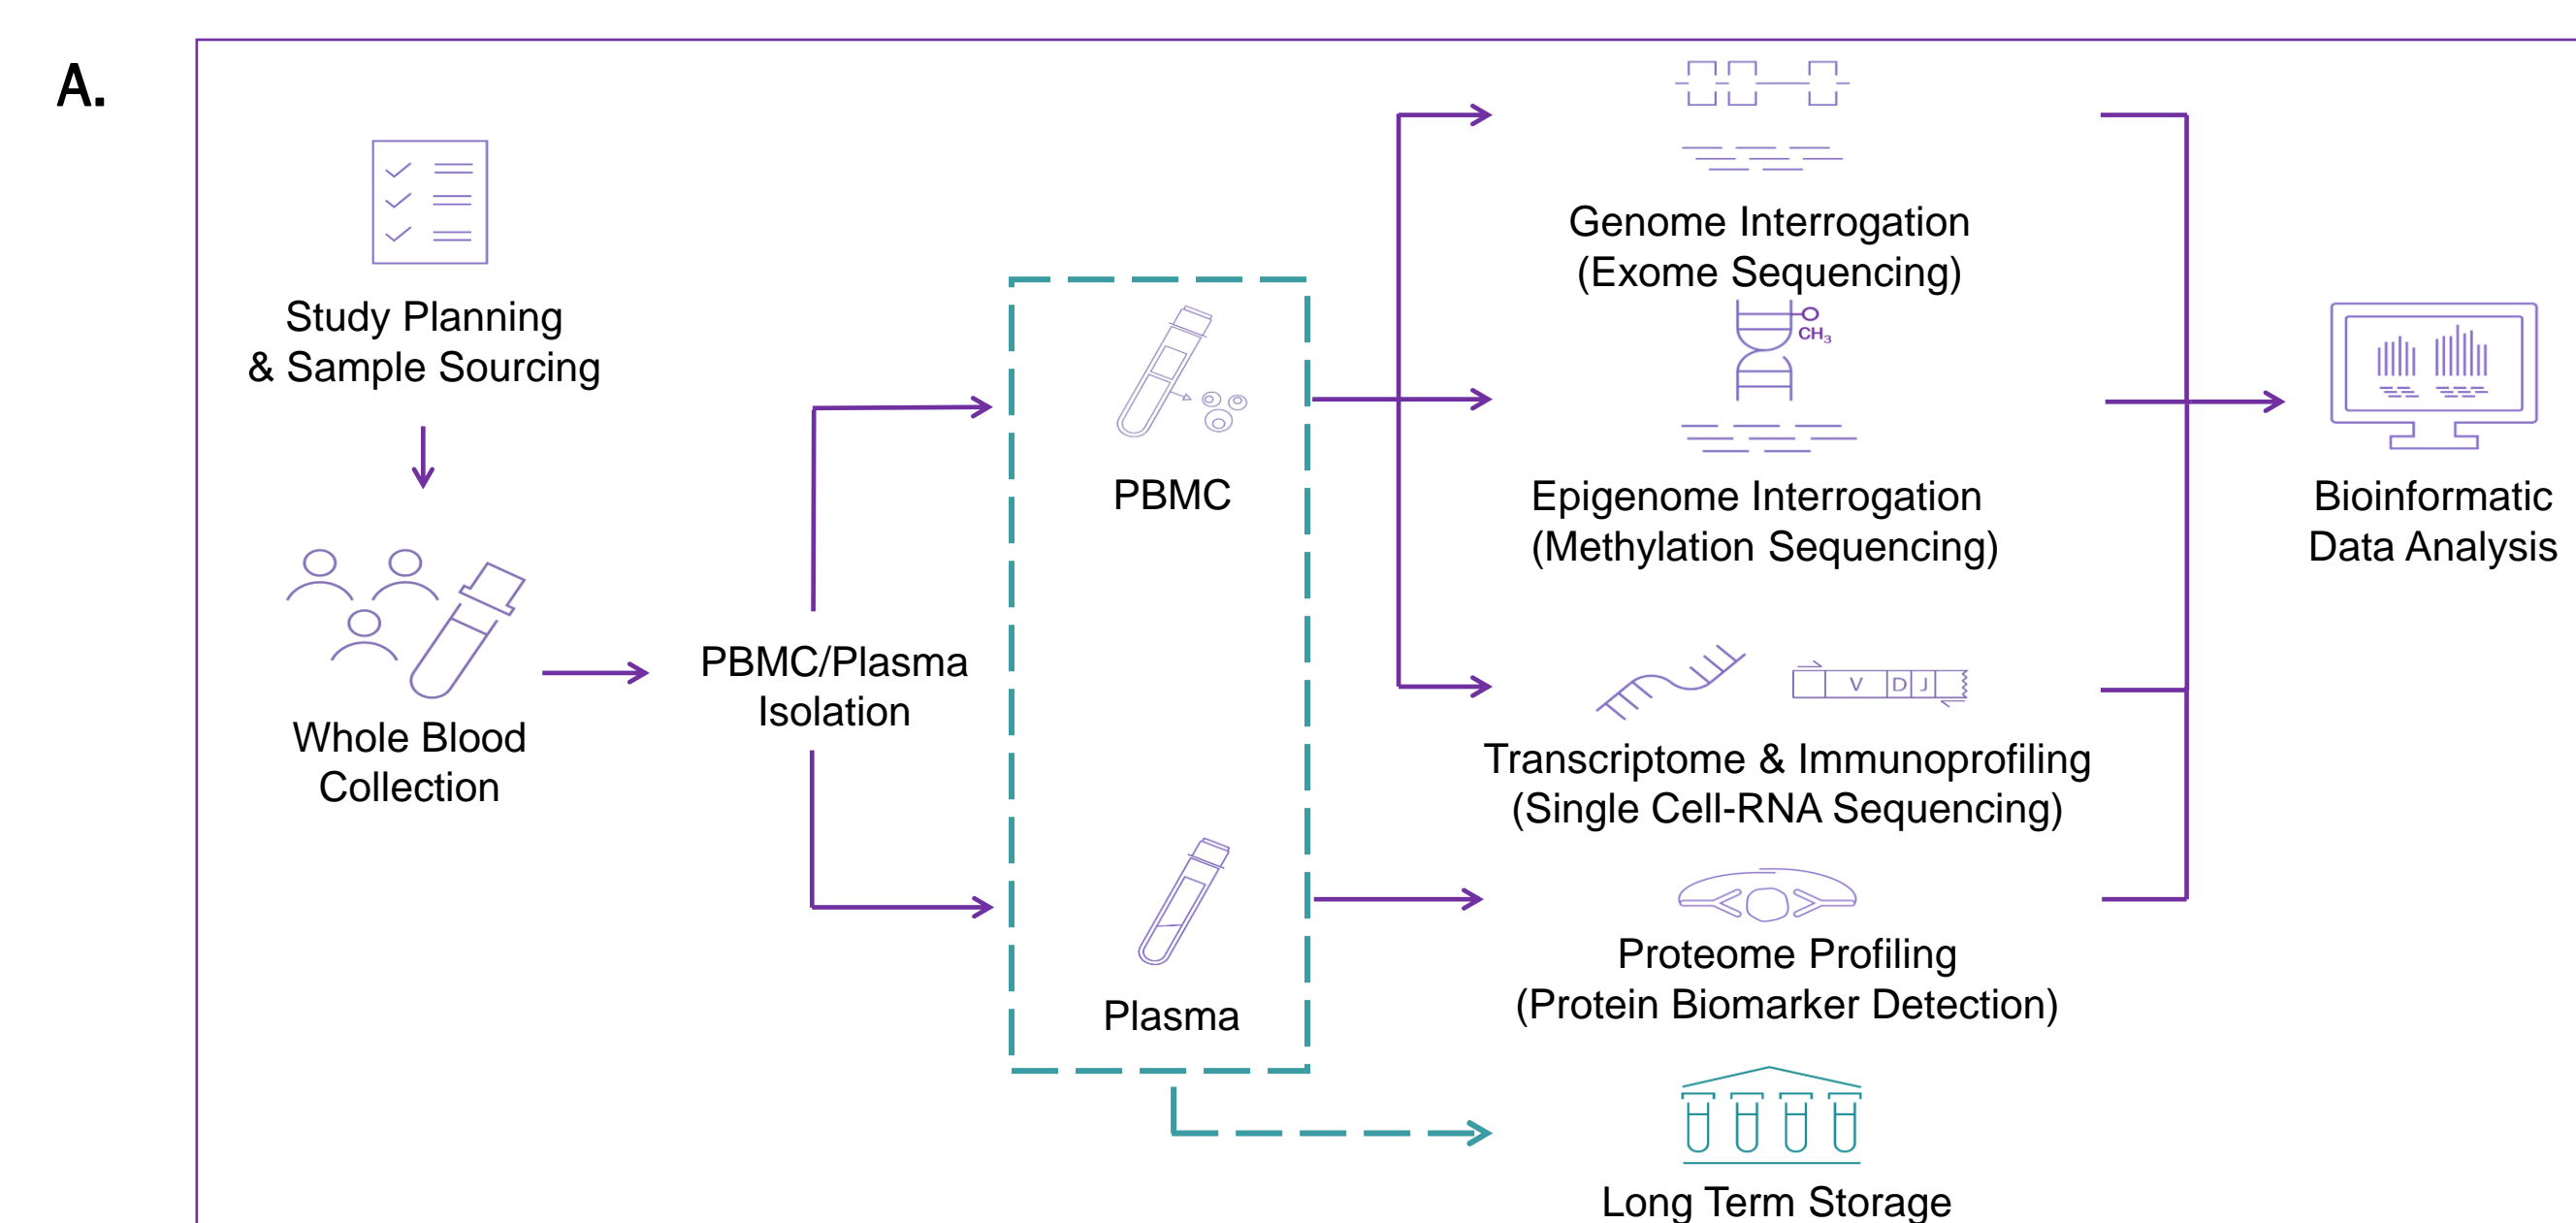 A.
Study Planning
& Sample Sourcing
Whole Blood
Collection
PBMC/Plasma
Isolation
PBMC
Plasma
Genome Interrogation
(Exome Sequencing)
CH3
Epigenome Interrogation
(Methylation Sequencing)
V D J
Transcriptome & Immunoprofiling
(Single Cell-RNA Sequencing)
Proteome Profiling
(Protein Biomarker Detection)
Long Term Storage
Bioinformatic
Data Analysis